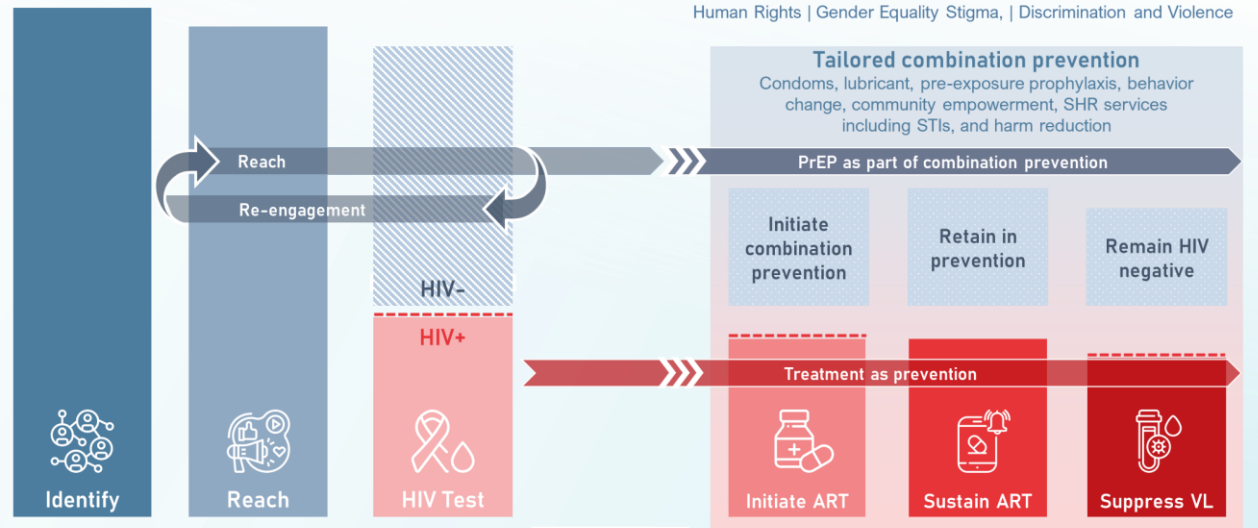 Human Rights | Gender Equality Stigma, | Discrimination and Violence
Tailored combination prevention
Condoms, lubricant, pre-exposure prophylaxis, behavior
change, community empowerment, SHR services
including STIs, and harm reduction
Reach
PrEP as part of combination prevention
Re-engagement
Initiate
combination
prevention
Retain in
prevention
Remain HIV
negative
HIV-
HIV+
Treatment as prevention
Identify
Reach
HIV Test
Initiate ART
Sustain ART
Suppress VL